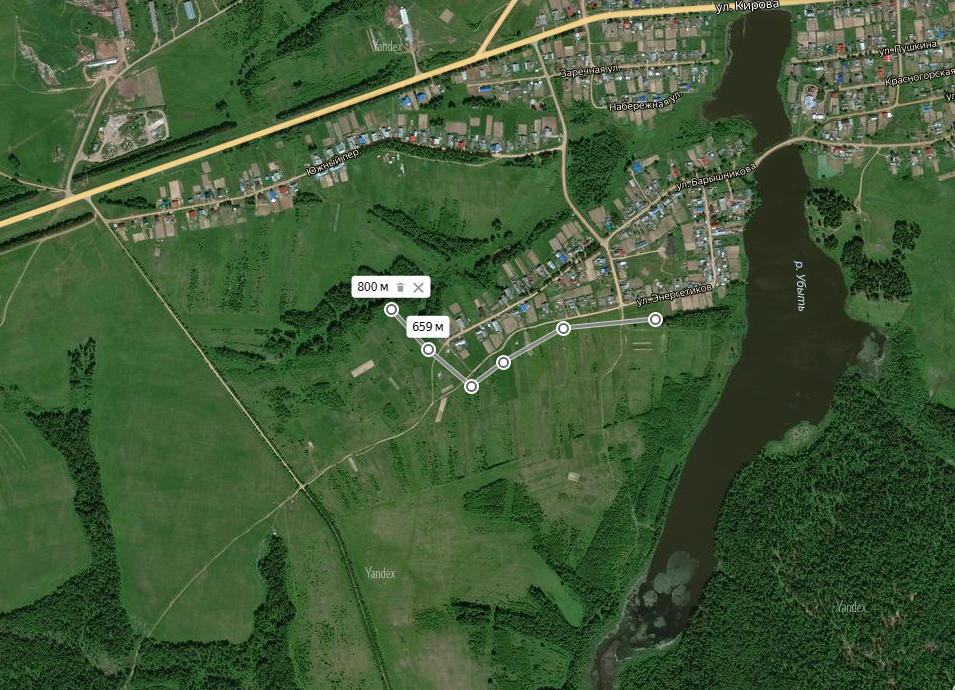 ул. Кирова
Yandex
ул. Пушкина
Заречная ул.
Красногорская
Набережная ул.
Южный пер.
ул. Барышникова
р. Убыть
800 м
ул. Энергетиков
659 м
Yandex
Yandex